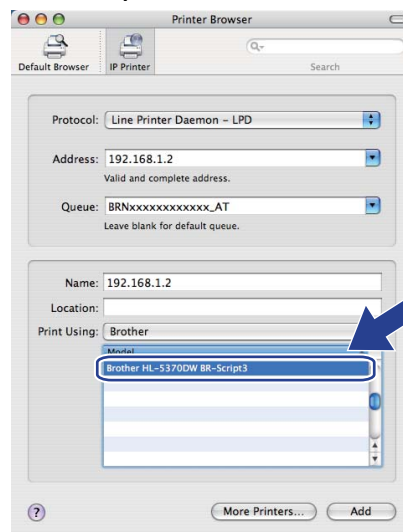 Printer Browser
Default Browser
IP Printer
Search
Protocol: Line Printer Daemon – LPD
Address: 192.168.1.2
Valid and complete address.
Queue: BRNxxxxxxxxxxxx_AT
Leave blank for default queue.
Name: 192.168.1.2
Location:
Print Using: Brother
Model
Brother HL-5370DW BR-Script3
? More Printers... Add